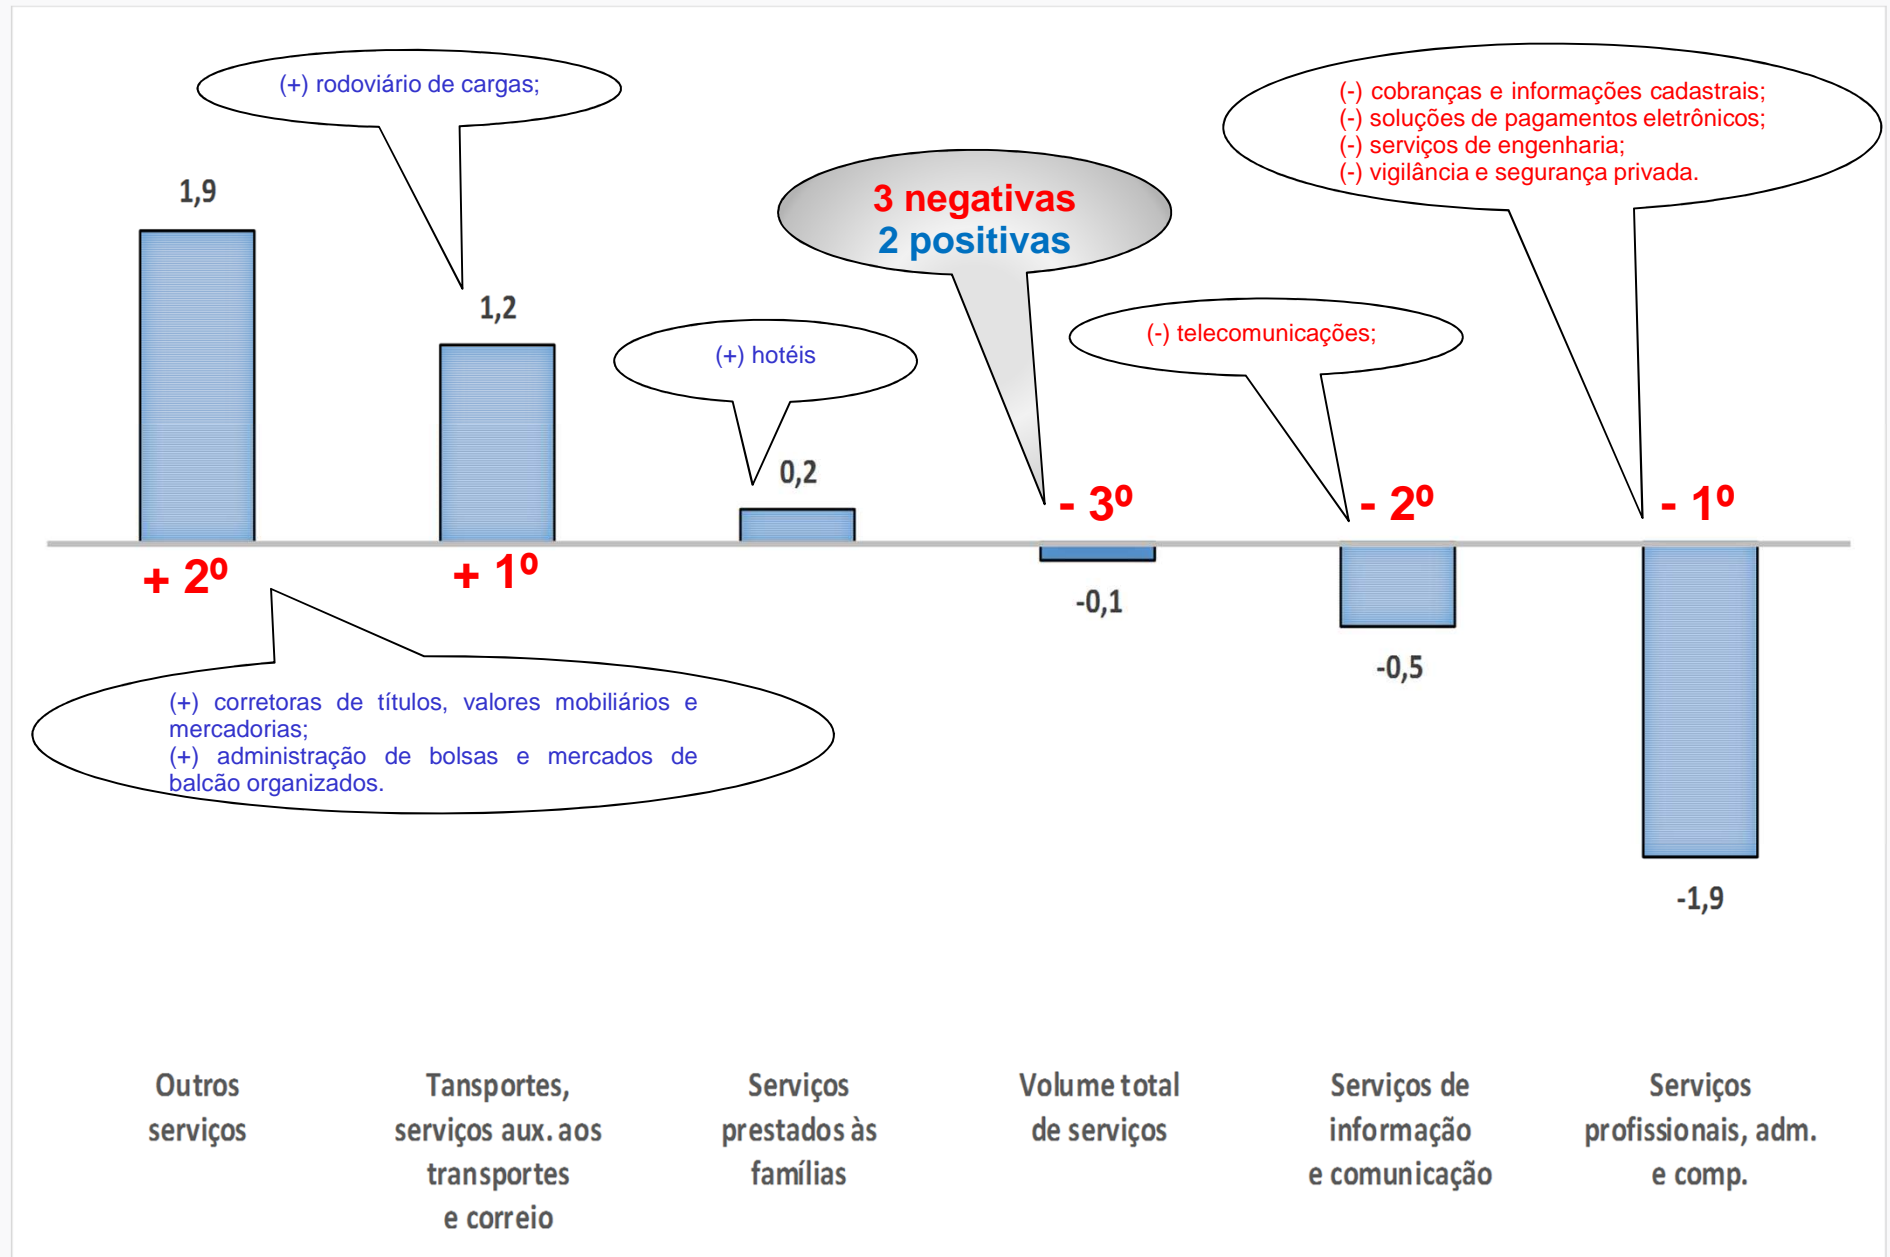 (+) rodoviário de cargas;
(-) cobranças e informações cadastrais;
(-) soluções de pagamentos eletrônicos;
(-) serviços de engenharia;
(-) vigilância e segurança privada.
3 negativas
2 positivas
1,9
1,2
(+) hotéis
(-) telecomunicações;
0,2
- 3º
- 2º
- 1º
+ 2º
+ 1º
-0,1
-0,5
-1,9
(+) corretoras de títulos, valores mobiliários e
mercadorias;
(+) administração de bolsas e mercados de
balcão organizados.
Outros
serviços
Tansportes,
serviços aux. aos
transportes
e correio
Serviços
prestados às
famílias
Volume total
de serviços
Serviços de
informação
e comunicação
Serviços
profissionais, adm.
e comp.